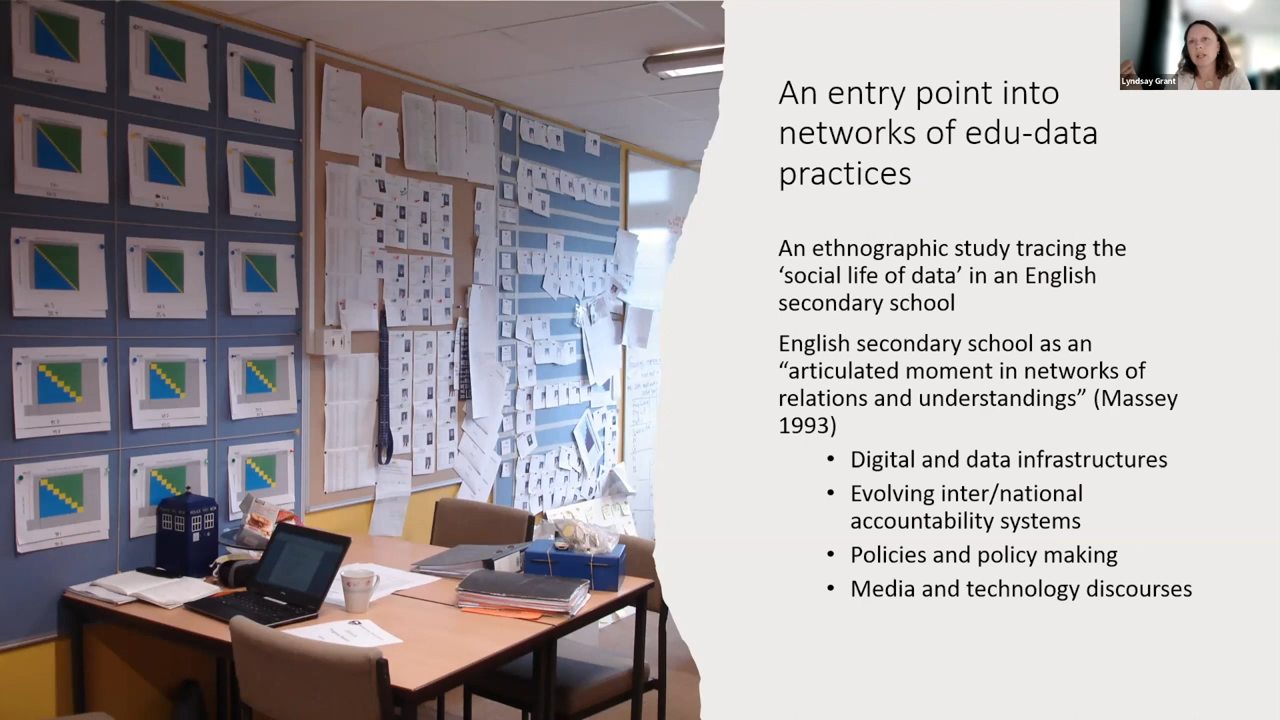 An entry point into
networks of edu-data
practices
An ethnographic study tracing the
‘social life of data’ in an English
secondary school
English secondary school as an
“articulated moment in networks of
relations and understandings” (Massey
1993)
• Digital and data infrastructures
• Evolving inter/national
accountability systems
• Policies and policy making
• Media and technology discourses
Lyndsay Grant